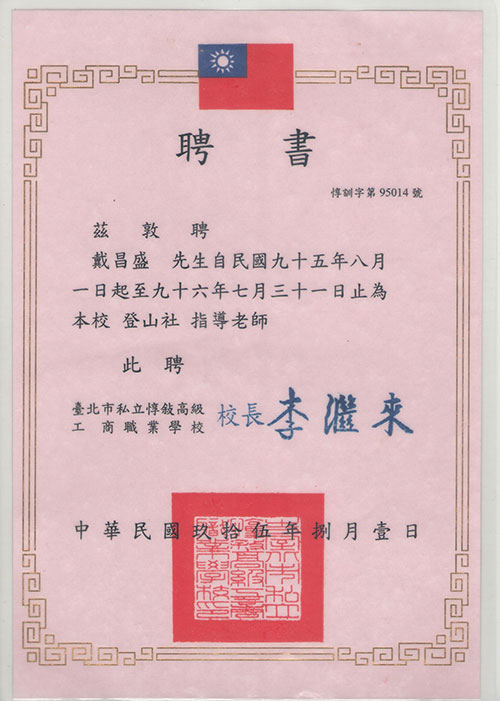 聘書
惇訓字第 95014 號
茲敦聘
戴昌盛 先生自民國九十五年八月
一日起至九十六年七月三十一日止為
本校 登山社 指導老師
此聘
臺北市私立惇敍高級
工商職業學校
校長 李滙來
中華民國玖拾伍年捌月壹日